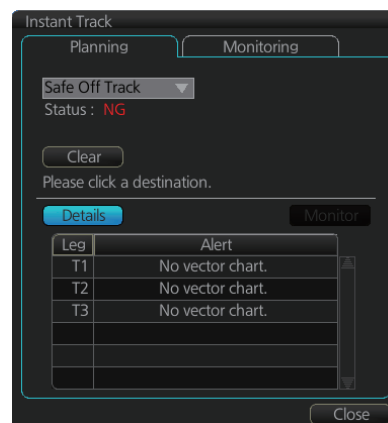 Instant Track
Planning Monitoring
Safe Off Track
Status : NG
Clear
Please click a destination.
Details Monitor
Leg Alert
T1 No vector chart.
T2 No vector chart.
T3 No vector chart.
Close